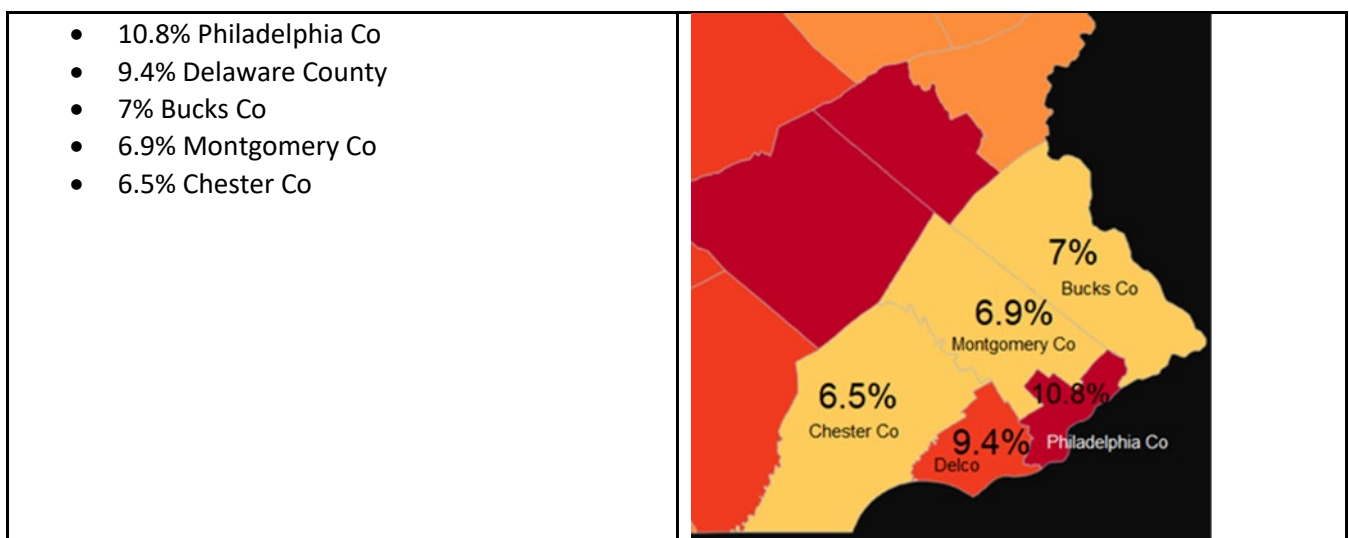 • 10.8% Philadelphia Co
• 9.4% Delaware County
• 7% Bucks Co
• 6.9% Montgomery Co
• 6.5% Chester Co
7%
Bucks Co
6.9%
Montgomery Co
10.8%
6.5%
Chester Co
9.4%
Delco
Philadelphia Co